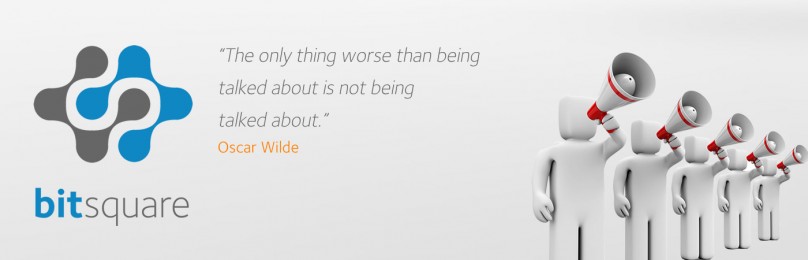 “The only thing worse than being
talked about is not being
talked about.”
Oscar Wilde
bitsquare